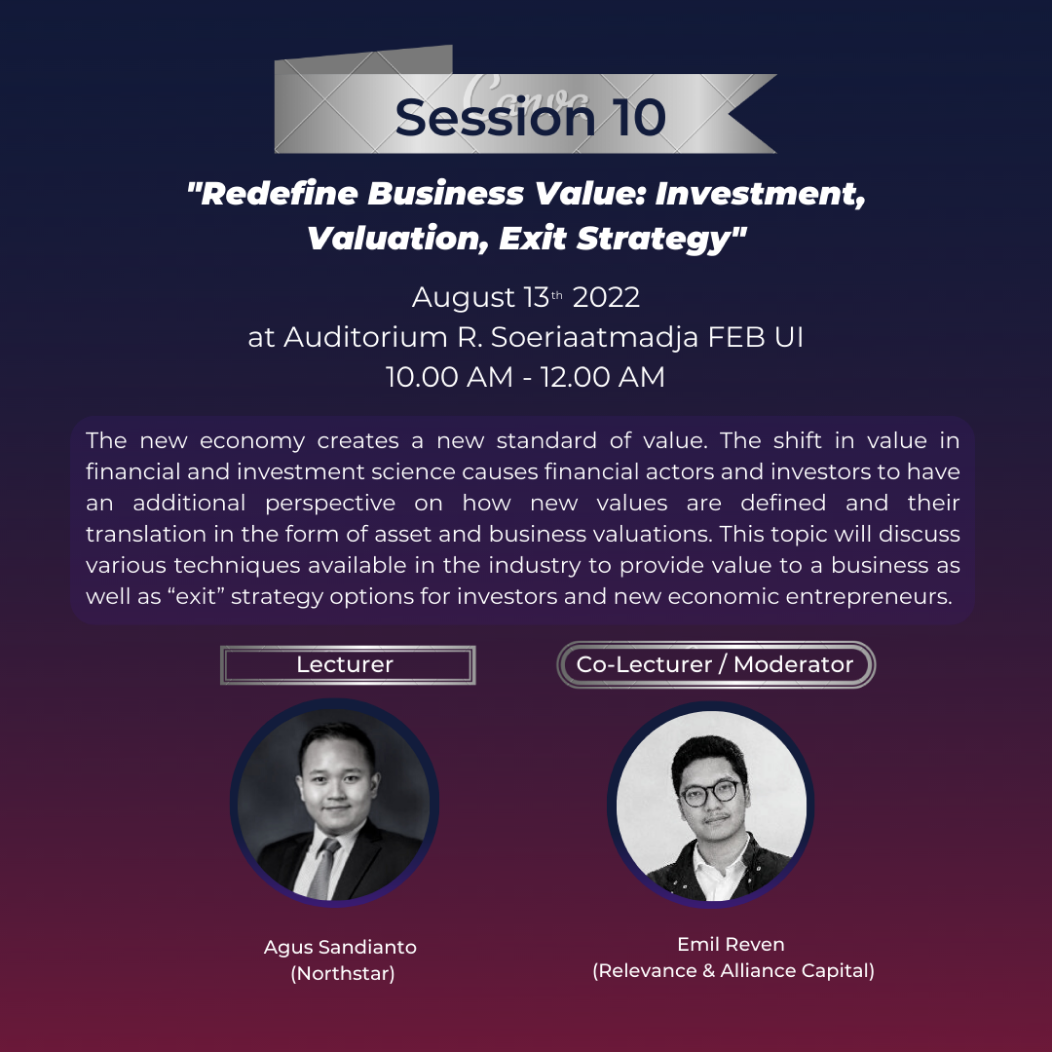 Canva
Session 10
"Redefine Business Value: Investment,
Valuation, Exit Strategy"
August 13th 2022
at Auditorium R. Soeriaatmadja FEB UI
10.00 AM - 12.00 AM
The new economy creates a new standard of value. The shift in value in
financial and investment science causes financial actors and investors to have
an additional perspective on how new values are defined and their
translation in the form of asset and business valuations. This topic will discuss
various techniques available in the industry to provide value to a business as
well as “exit” strategy options for investors and new economic entrepreneurs.
Lecturer
Co-Lecturer / Moderator
Agus Sandianto
(Northstar)
Emil Reven
(Relevance & Alliance Capital)